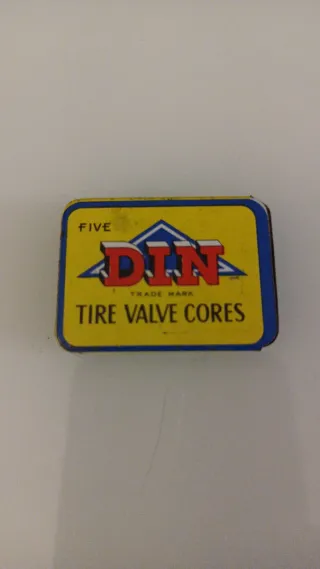 FIVE
DIN
TRADE MARK
TIRE VALVE CORES